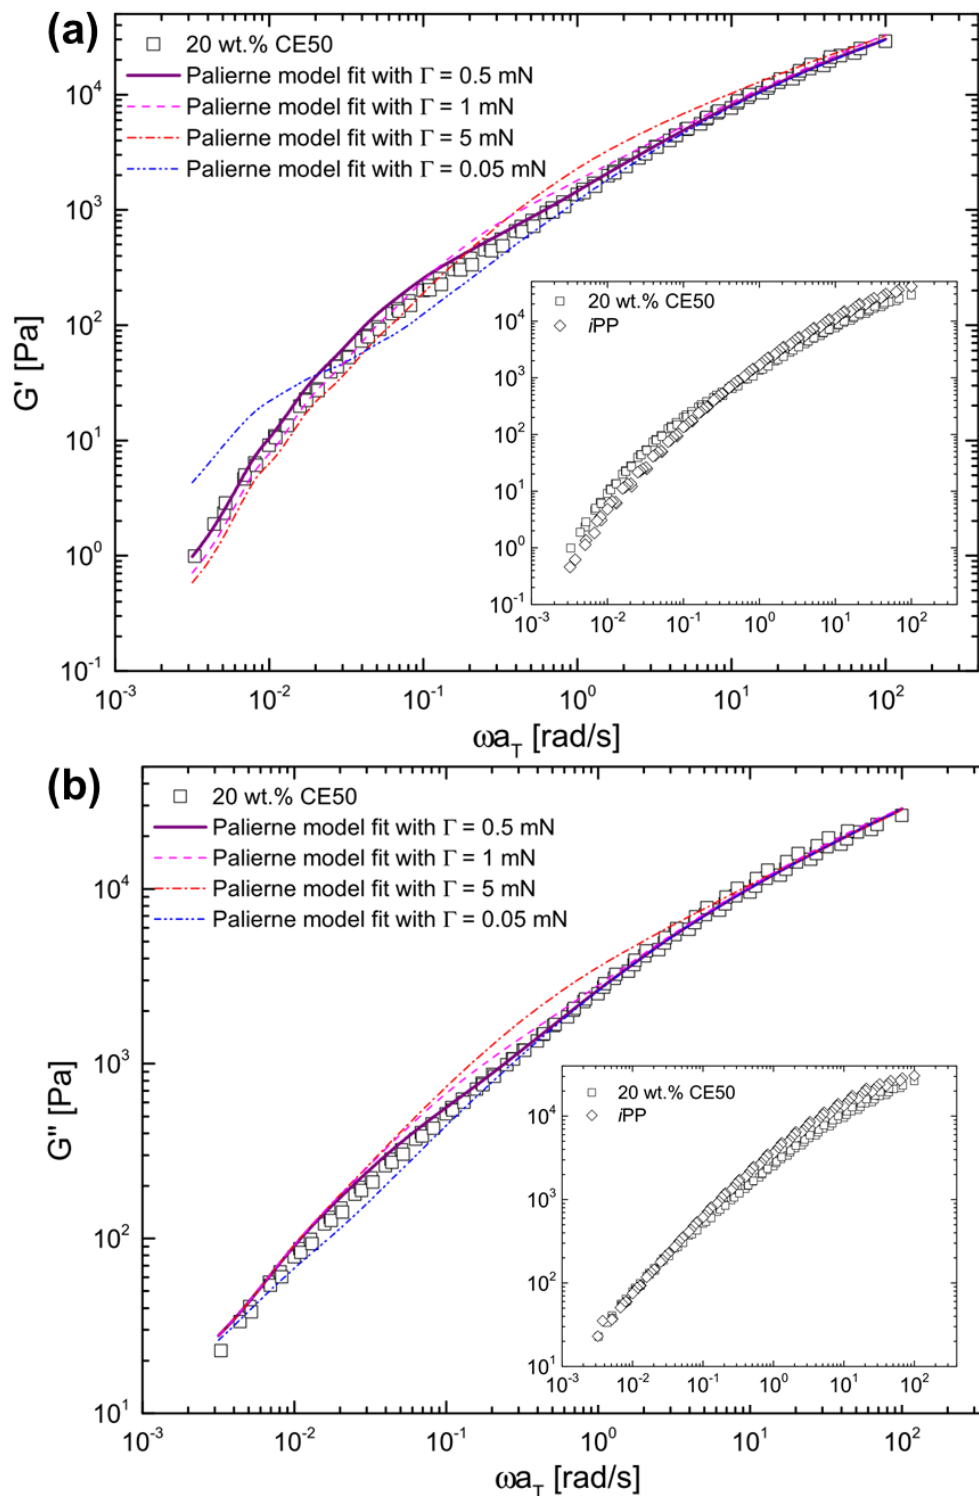 (a)
20 wt.% CE50
Palierne model fit with Γ = 0.5 mN
Palierne model fit with Γ = 1 mN
Palierne model fit with Γ = 5 mN
Palierne model fit with Γ = 0.05 mN
10⁴
10³
10²
10¹
10⁰
10⁻¹
G' [Pa]
20 wt.% CE50
iPP
10⁴
10³
10²
10¹
10⁰
10⁻¹
10⁻³ 10⁻² 10⁻¹ 10⁰ 10¹ 10²
10⁻³ 10⁻² 10⁻¹ 10⁰ 10¹ 10²
ωa_T [rad/s]
(b)
20 wt.% CE50
Palierne model fit with Γ = 0.5 mN
Palierne model fit with Γ = 1 mN
Palierne model fit with Γ = 5 mN
Palierne model fit with Γ = 0.05 mN
10⁴
10³
10²
10¹
G'' [Pa]
20 wt.% CE50
iPP
10⁴
10³
10²
10¹
10⁻³ 10⁻² 10⁻¹ 10⁰ 10¹ 10²
10⁻³ 10⁻² 10⁻¹ 10⁰ 10¹ 10²
ωa_T [rad/s]